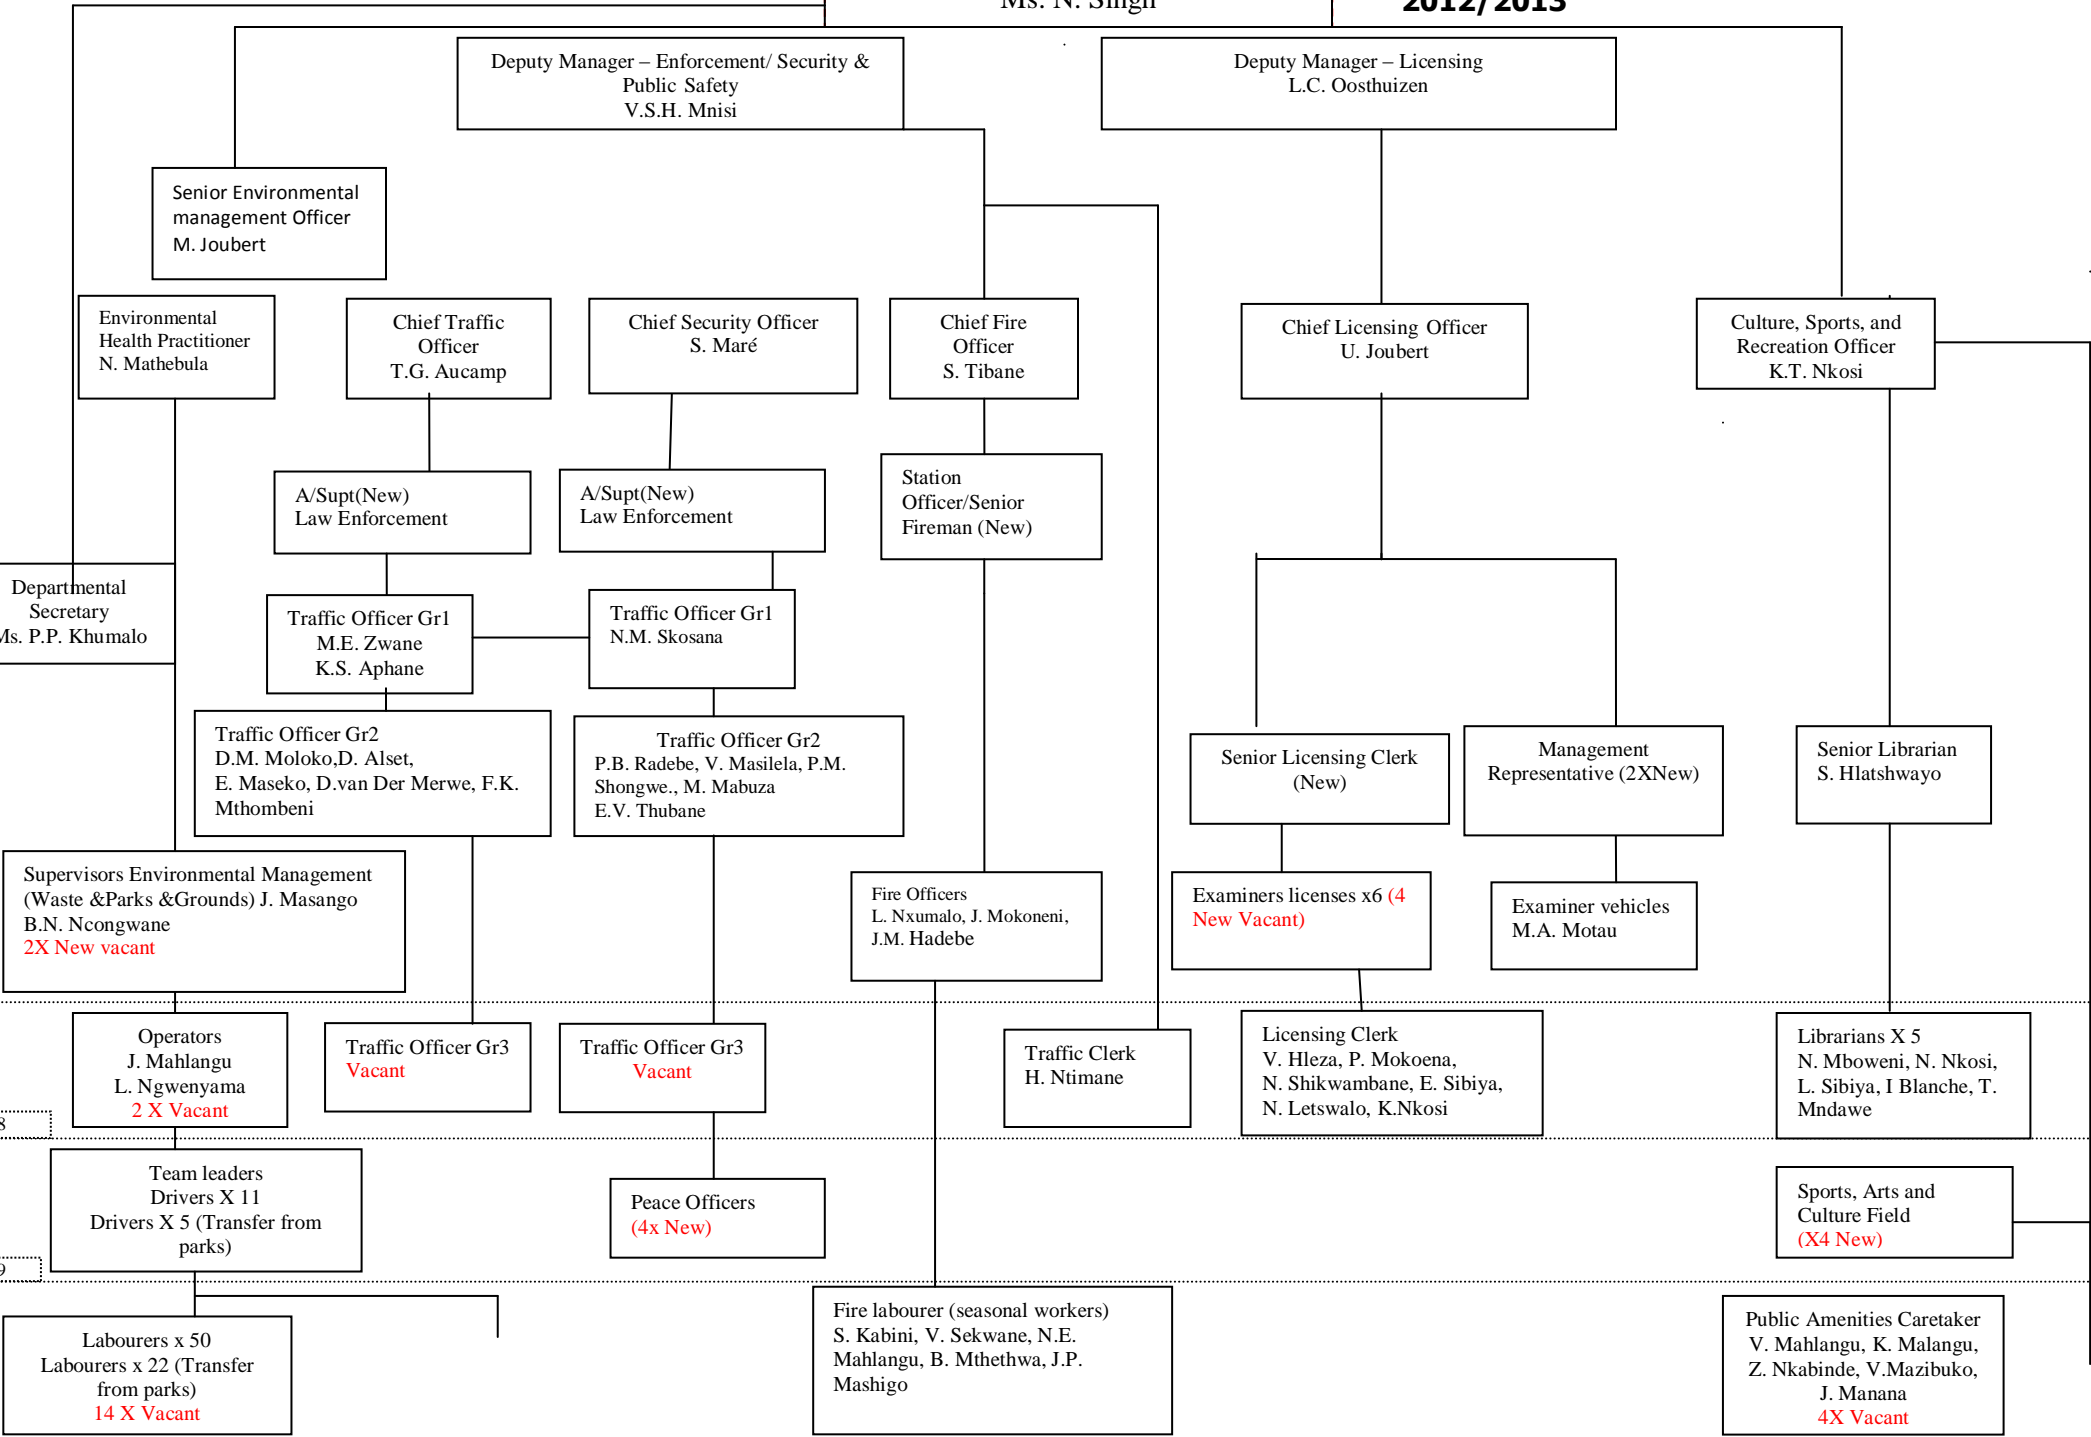 Ms. N. Singh
2012/2013
Deputy Manager – Enforcement/ Security &
Public Safety
V.S.H. Mnisi
Deputy Manager – Licensing
L.C. Oosthuizen
Senior Environmental
management Officer
M. Joubert
Environmental
Health Practitioner
N. Mathebula
Chief Traffic
Officer
T.G. Aucamp
Chief Security Officer
S. Maré
Chief Fire
Officer
S. Tibane
Chief Licensing Officer
U. Joubert
Culture, Sports, and
Recreation Officer
K.T. Nkosi
A/Supt(New)
Law Enforcement
A/Supt(New)
Law Enforcement
Station
Officer/Senior
Fireman (New)
Departmental
Secretary
Ms. P.P. Khumalo
Traffic Officer Gr1
M.E. Zwane
K.S. Aphane
Traffic Officer Gr1
N.M. Skosana
Traffic Officer Gr2
D.M. Moloko,D. Alset,
E. Maseko, D.van Der Merwe, F.K.
Mthombeni
Traffic Officer Gr2
P.B. Radebe, V. Masilela, P.M.
Shongwe., M. Mabuza
E.V. Thubane
Senior Licensing Clerk
(New)
Management
Representative (2XNew)
Senior Librarian
S. Hlatshwayo
Supervisors Environmental Management
(Waste &Parks &Grounds) J. Masango
B.N. Ncongwane
2X New vacant
Fire Officers
L. Nxumalo, J. Mokoneni,
J.M. Hadebe
Examiners licenses x6 (4
New Vacant)
Examiner vehicles
M.A. Motau
Operators
J. Mahlangu
L. Ngwenyama
2 X Vacant
Traffic Officer Gr3
Vacant
Traffic Officer Gr3
Vacant
Traffic Clerk
H. Ntimane
Licensing Clerk
V. Hleza, P. Mokoena,
N. Shikwambane, E. Sibiya,
N. Letswalo, K.Nkosi
Librarians X 5
N. Mboweni, N. Nkosi,
L. Sibiya, I Blanche, T.
Mndawe
8
Team leaders
Drivers X 11
Drivers X 5 (Transfer from
parks)
Peace Officers
(4x New)
Sports, Arts and
Culture Field
(X4 New)
9
Labourers x 50
Labourers x 22 (Transfer
from parks)
14 X Vacant
Fire labourer (seasonal workers)
S. Kabini, V. Sekwane, N.E.
Mahlangu, B. Mthethwa, J.P.
Mashigo
Public Amenities Caretaker
V. Mahlangu, K. Malangu,
Z. Nkabinde, V.Mazibuko,
J. Manana
4X Vacant